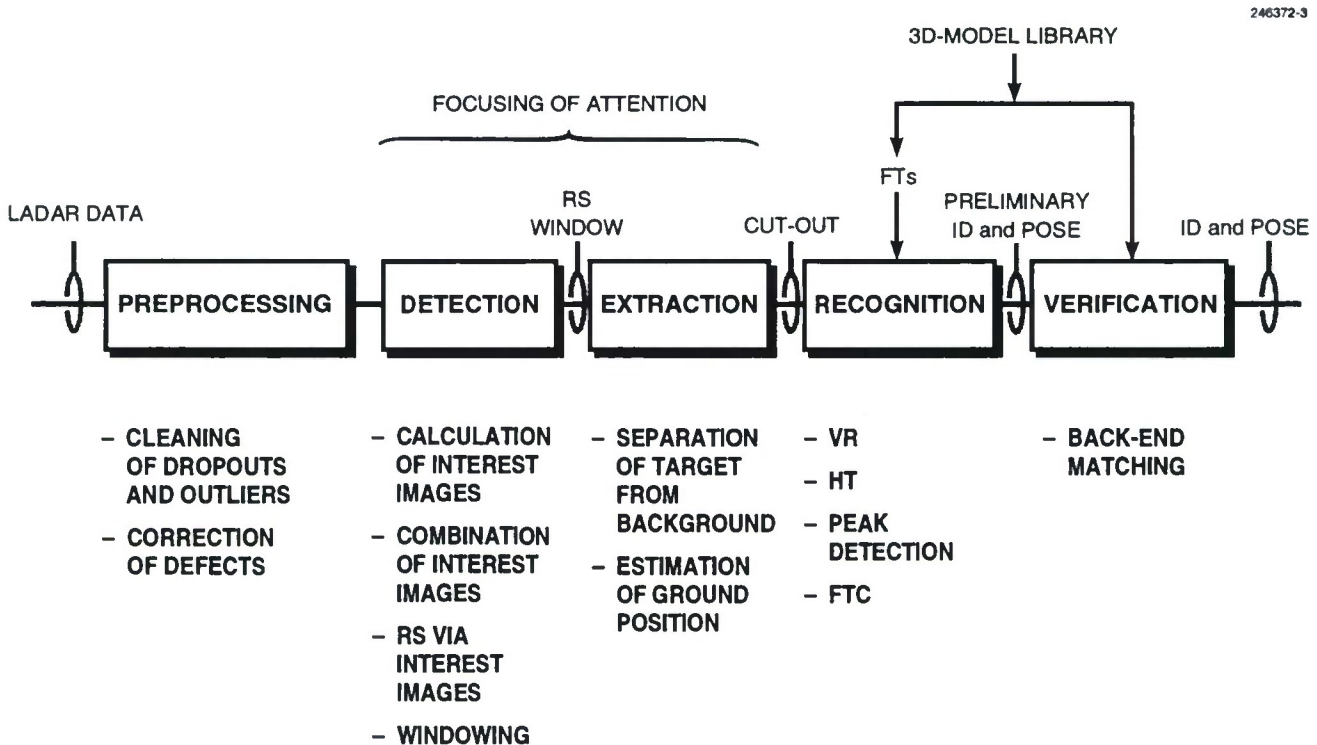 246372-3
3D-MODEL LIBRARY
FOCUSING OF ATTENTION
FTs
LADAR DATA
RS
WINDOW
CUT-OUT
PRELIMINARY
ID and POSE
ID and POSE
PREPROCESSING
DETECTION
EXTRACTION
RECOGNITION
VERIFICATION
– CLEANING
OF DROPOUTS
AND OUTLIERS
– CORRECTION
OF DEFECTS
– CALCULATION
OF INTEREST
IMAGES
– COMBINATION
OF INTEREST
IMAGES
– RS VIA
INTEREST
IMAGES
– WINDOWING
– SEPARATION
OF TARGET
FROM
BACKGROUND
– ESTIMATION
OF GROUND
POSITION
– VR
– HT
– PEAK
DETECTION
– FTC
– BACK-END
MATCHING